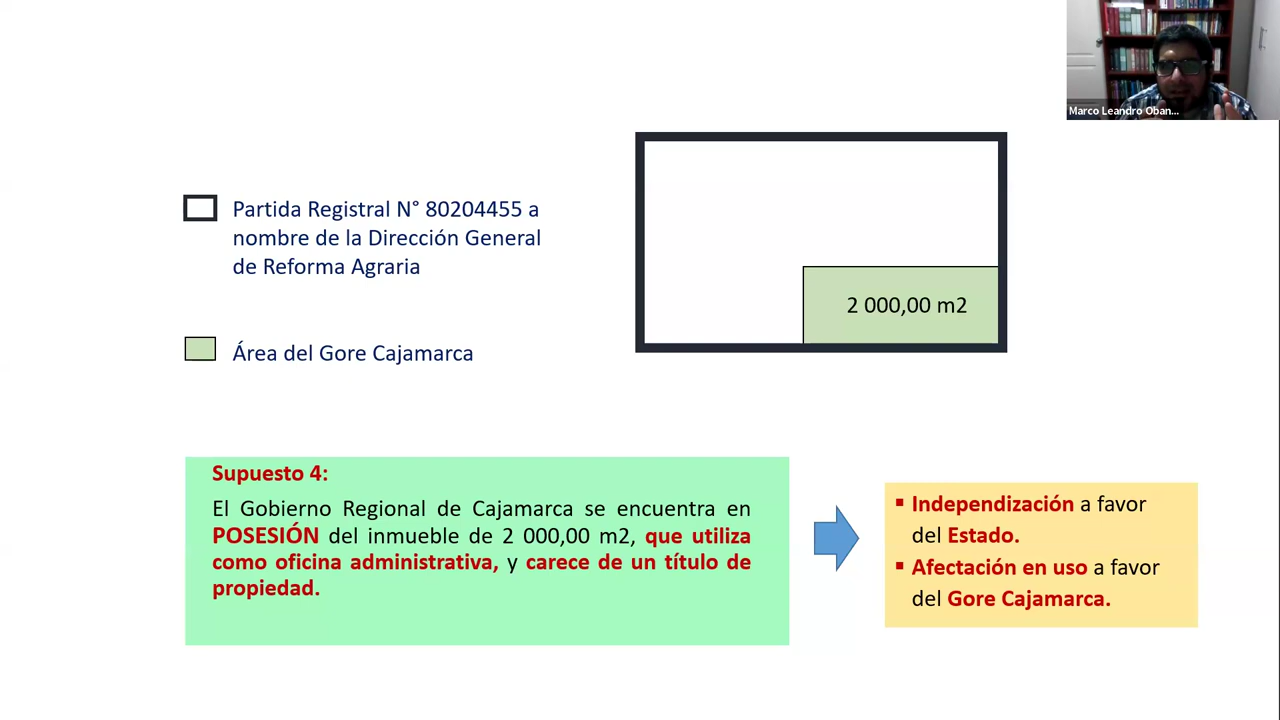 Marco Leandro Oban...
Partida Registral N° 80204455 a
nombre de la Dirección General
de Reforma Agraria
2 000,00 m2
Área del Gore Cajamarca
Supuesto 4:
El Gobierno Regional de Cajamarca se encuentra en
POSESIÓN del inmueble de 2 000,00 m2, que utiliza
como oficina administrativa, y carece de un título de
propiedad.
▪ Independización a favor
del Estado.
▪ Afectación en uso a favor
del Gore Cajamarca.